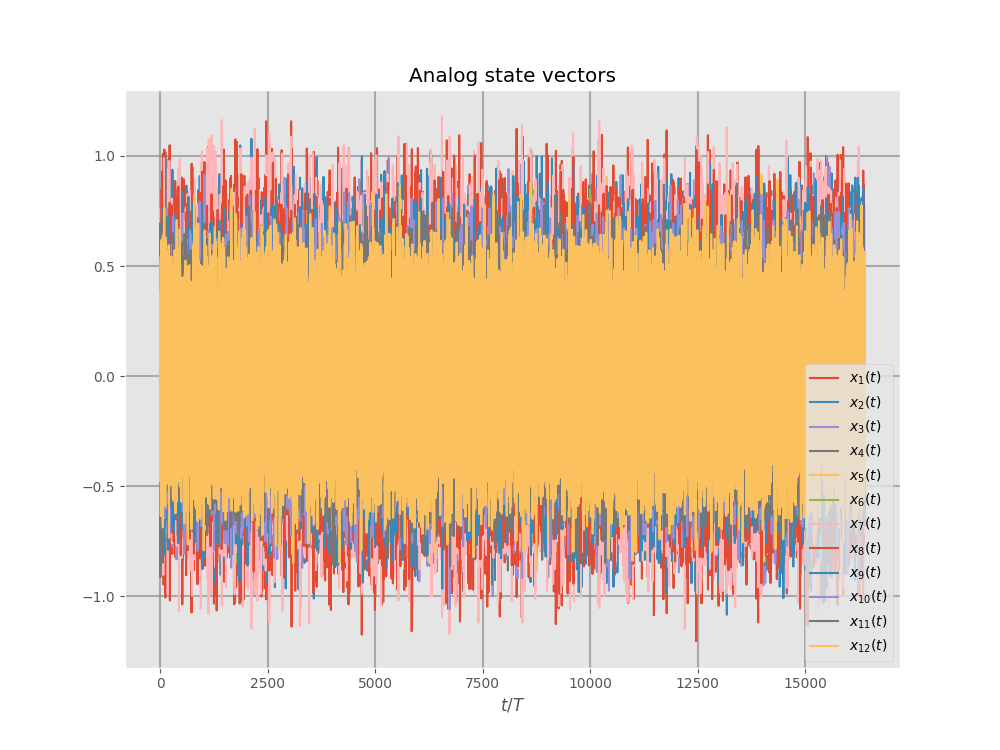 Analog state vectors
1.0
0.5
0.0
−0.5
−1.0
0 2500 5000 7500 10000 12500 15000
t/T
x₁(t)
x₂(t)
x₃(t)
x₄(t)
x₅(t)
x₆(t)
x₇(t)
x₈(t)
x₉(t)
x₁₀(t)
x₁₁(t)
x₁₂(t)